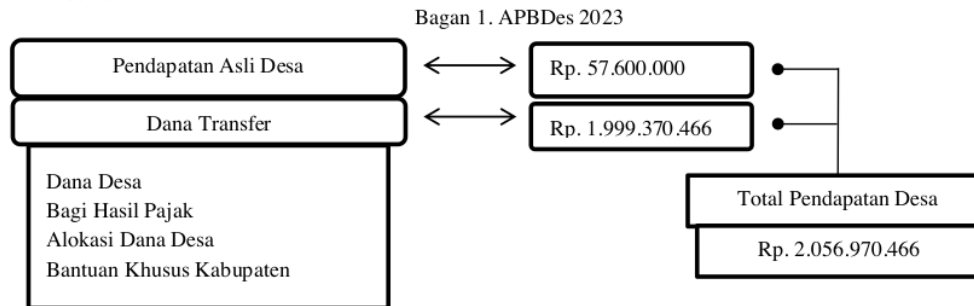 Bagan 1. APBDes 2023
Pendapatan Asli Desa
Rp. 57.600.000
Dana Transfer
Rp. 1.999.370.466
Dana Desa
Bagi Hasil Pajak
Alokasi Dana Desa
Bantuan Khusus Kabupaten
Total Pendapatan Desa
Rp. 2.056.970.466